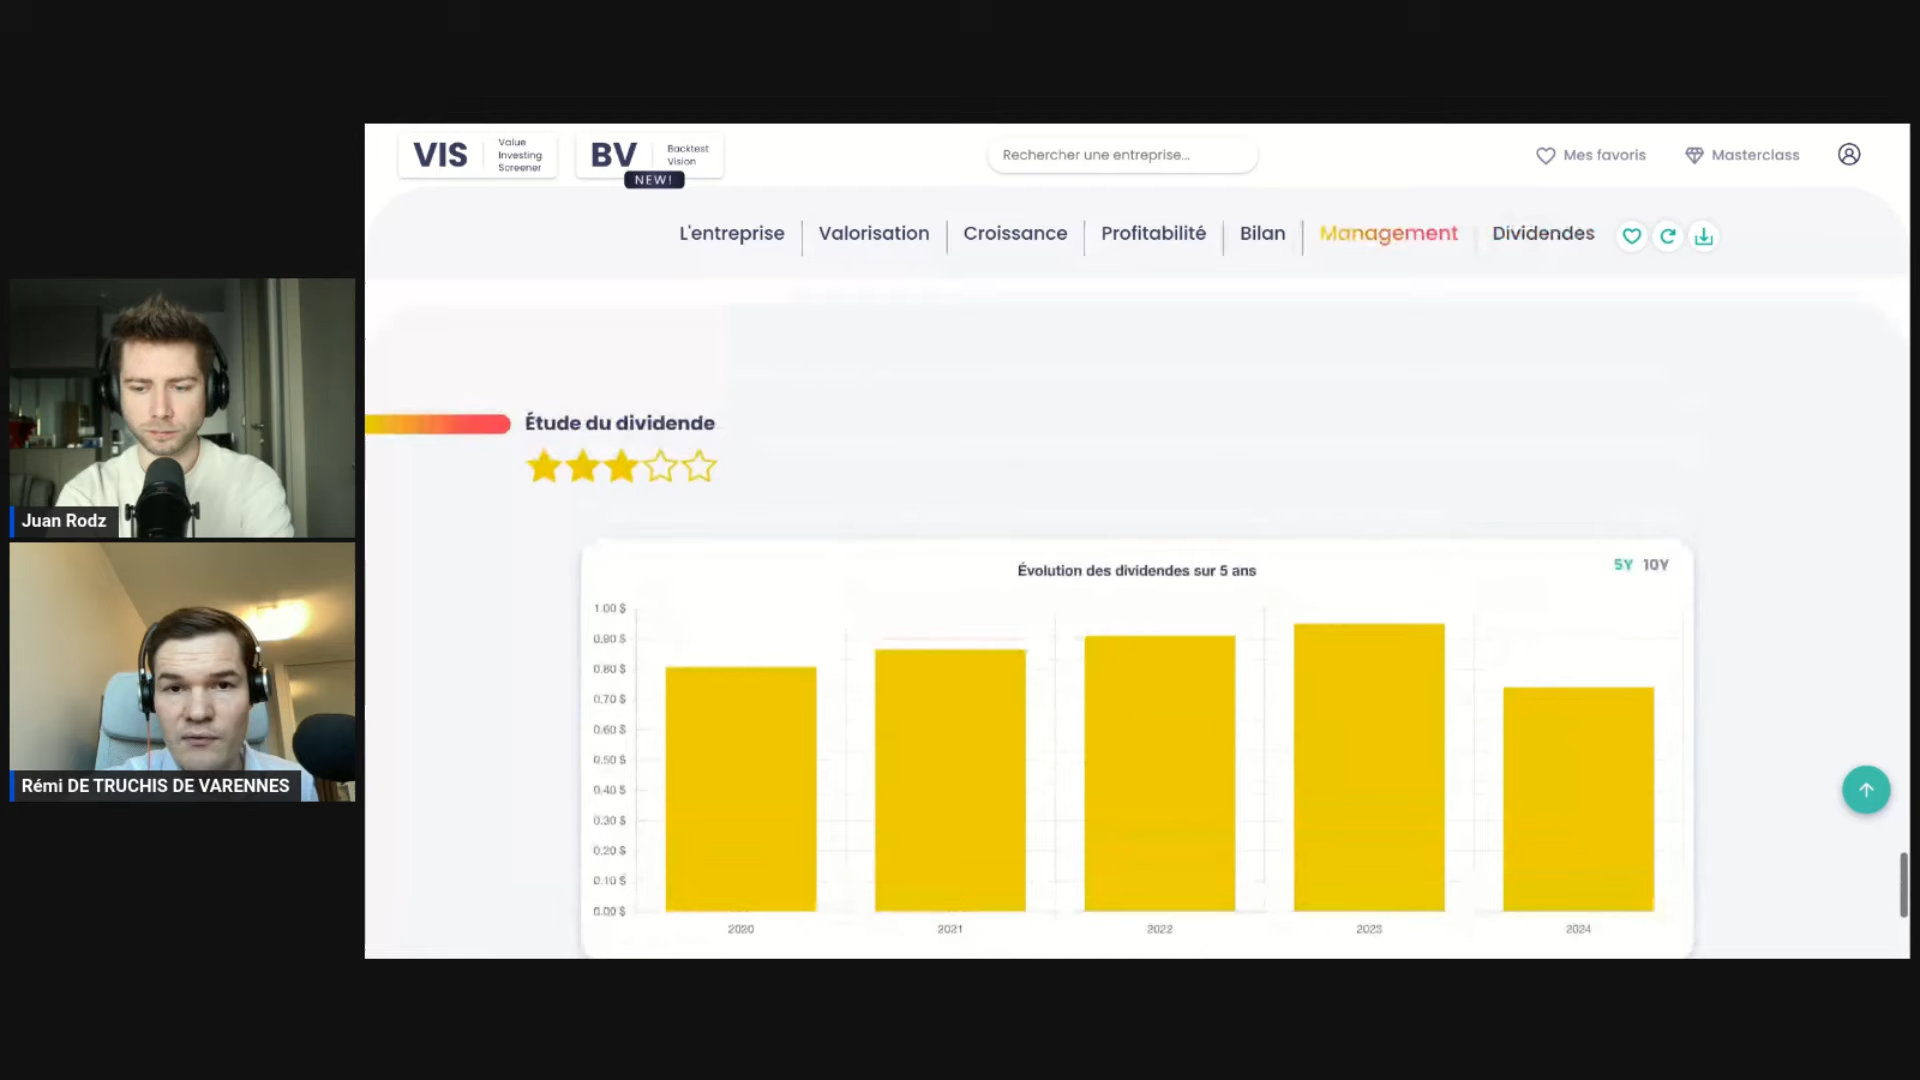 VIS
Value
Investing
Screener
BV
Backtest
Vision
NEW!
Rechercher une entreprise...
Mes favoris
Masterclass
L'entreprise
Valorisation
Croissance
Profitabilité
Bilan
Management
Dividendes
Étude du dividende
Juan Rodz
Rémi DE TRUCHIS DE VARENNES
Évolution des dividendes sur 5 ans
5Y 10Y
1.00 $
0.90 $
0.80 $
0.70 $
0.60 $
0.50 $
0.40 $
0.30 $
0.20 $
0.10 $
0.00 $
2020
2021
2022
2023
2024